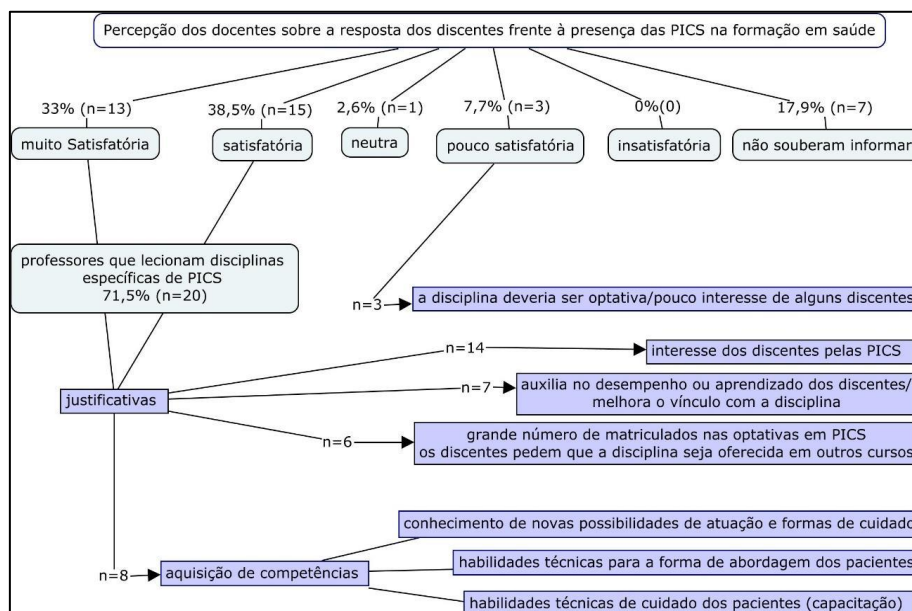 Percepção dos docentes sobre a resposta dos discentes frente à presença das PICS na formação em saúde
33% (n=13)
38,5% (n=15)
2,6% (n=1)
7,7% (n=3)
0%(0)
17,9% (n=7)
muito Satisfatória
satisfatória
neutra
pouco satisfatória
insatisfatória
não souberam informar
professores que lecionam disciplinas
específicas de PICS
71,5% (n=20)
n=3
a disciplina deveria ser optativa/pouco interesse de alguns discentes
n=14
interesse dos discentes pelas PICS
n=7
auxilia no desempenho ou aprendizado dos discentes/
melhora o vínculo com a disciplina
justificativas
n=6
grande número de matriculados nas optativas em PICS
os discentes pedem que a disciplina seja oferecida em outros cursos
conhecimento de novas possibilidades de atuação e formas de cuidado
n=8
aquisição de competências
habilidades técnicas para a forma de abordagem dos pacientes
habilidades técnicas de cuidado dos pacientes (capacitação)